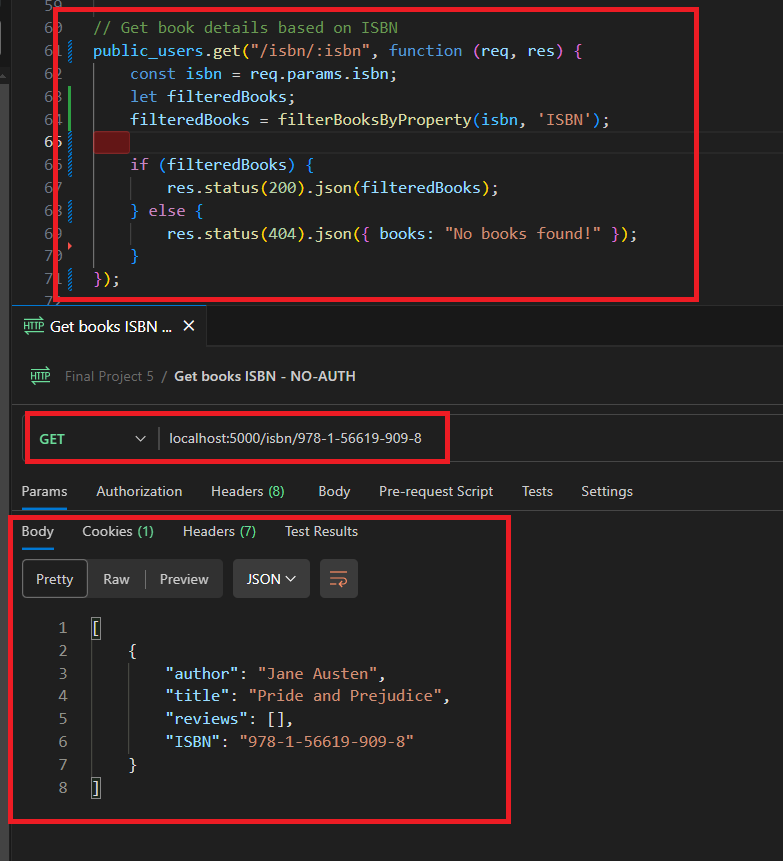 59
60 // Get book details based on ISBN
61 public_users.get("/isbn/:isbn", function (req, res) {
62 const isbn = req.params.isbn;
63 let filteredBooks;
64 filteredBooks = filterBooksByProperty(isbn, 'ISBN');
65
66 if (filteredBooks) {
67 res.status(200).json(filteredBooks);
68 } else {
69 res.status(404).json({ books: "No books found!" });
70 }
71 });
72
HTTP Get books ISBN ... ✕
HTTP Final Project 5 / Get books ISBN - NO-AUTH
GET localhost:5000/isbn/978-1-56619-909-8
Params Authorization Headers (8) Body Pre-request Script Tests Settings
Body Cookies (1) Headers (7) Test Results
Pretty Raw Preview JSON
1 [
2 {
3 "author": "Jane Austen",
4 "title": "Pride and Prejudice",
5 "reviews": [],
6 "ISBN": "978-1-56619-909-8"
7 }
8 ]